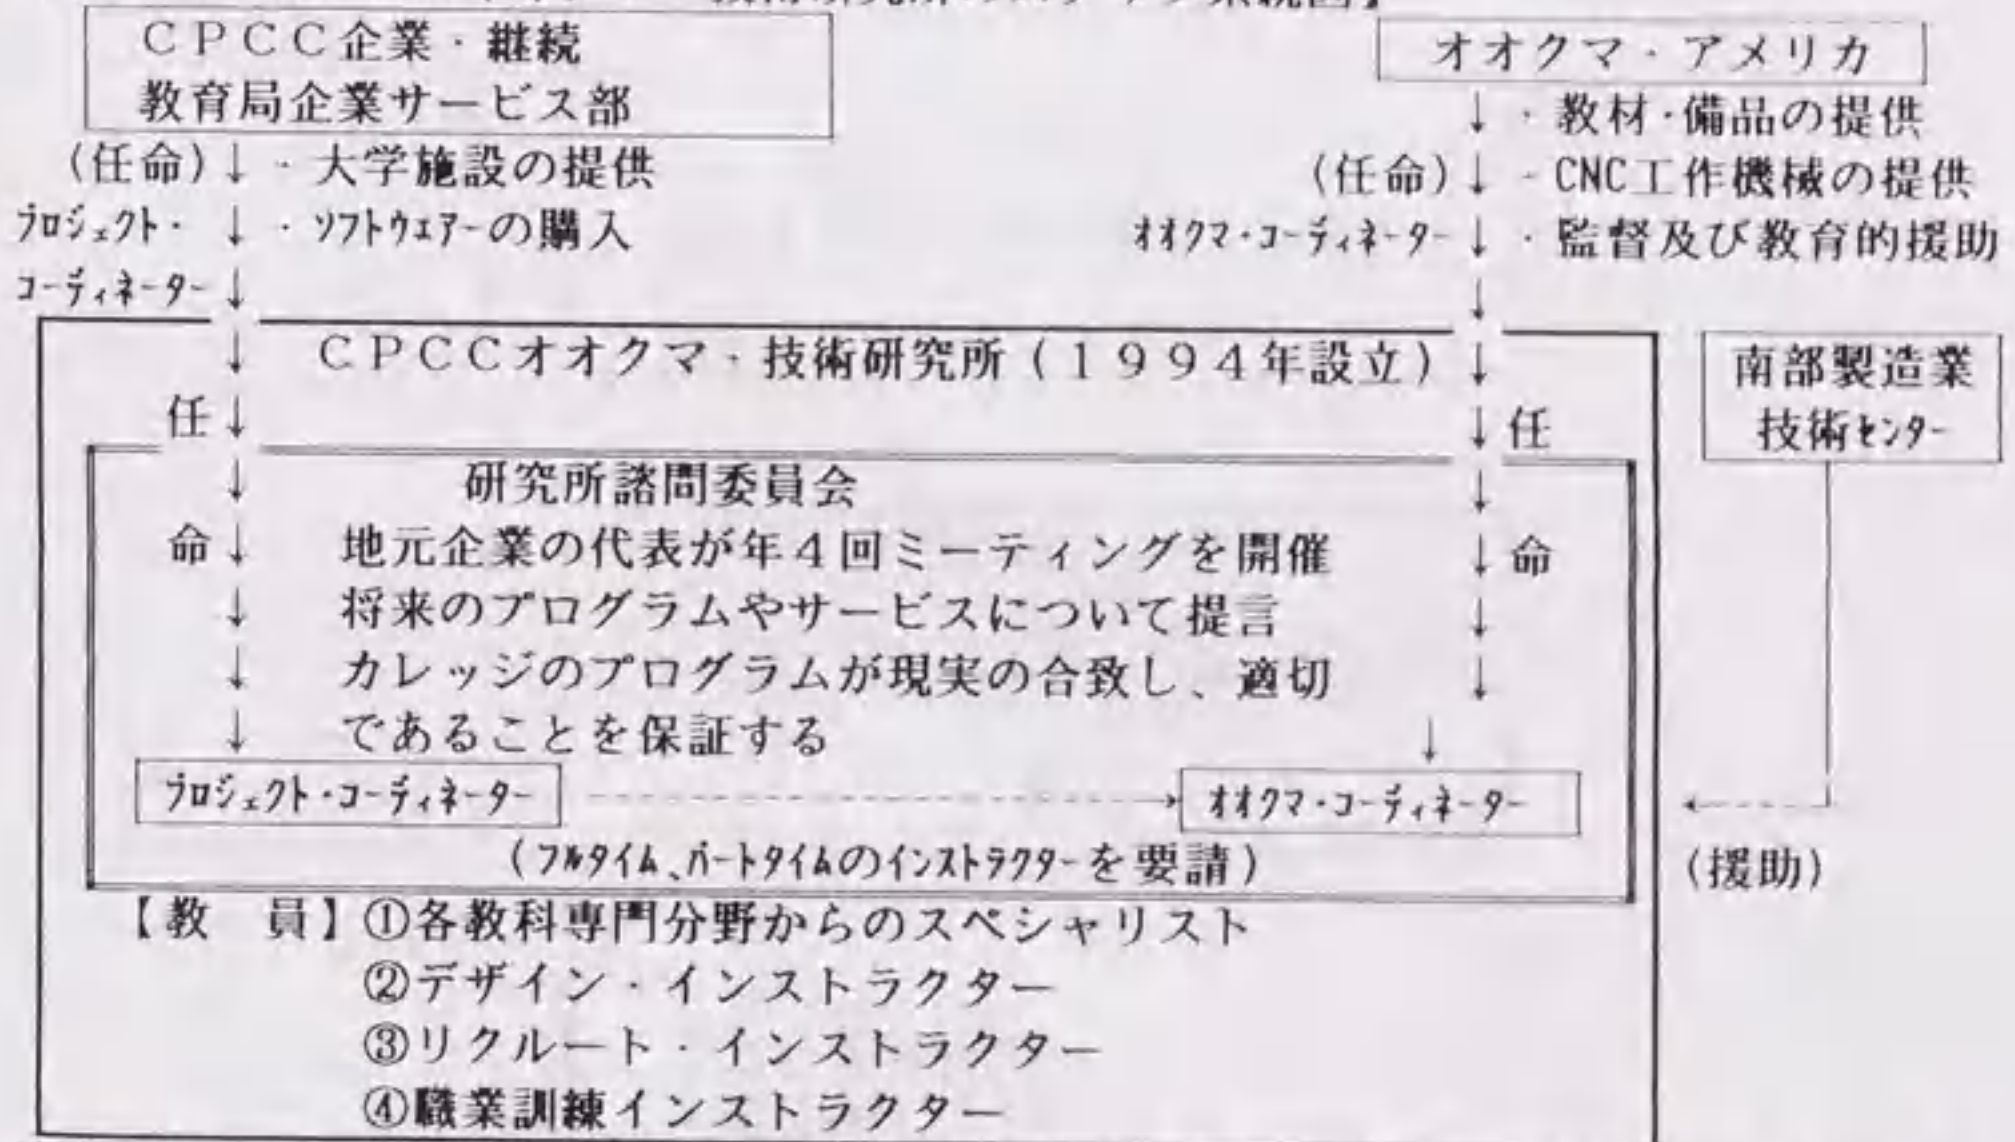 CPCC企業・継続
教育局企業サービス部
オオクマ・アメリカ
↓・教材・備品の提供
(任命)↓・大学施設の提供
(任命)↓・CNC工作機械の提供
プロジェクト・ ↓・ソフトウェアーの購入
オオクマ・コーディネーター↓・監督及び教育的援助
コーディネーター↓
↓
↓ CPCCオオクマ・技術研究所(1994年設立)↓
南部製造業
技術センター
任↓ ↓任
↓ 研究所諮問委員会 ↓
命↓ 地元企業の代表が年4回ミーティングを開催 ↓命
↓ 将来のプログラムやサービスについて提言 ↓
↓ カレッジのプログラムが現実の合致し、適切 ↓
↓ であることを保証する ↓
プロジェクト・コーディネーター → オオクマ・コーディネーター ←
(フルタイム、パートタイムのインストラクターを要請)
(援助)
【教 員】①各教科専門分野からのスペシャリスト
②デザイン・インストラクター
③リクルート・インストラクター
④職業訓練インストラクター